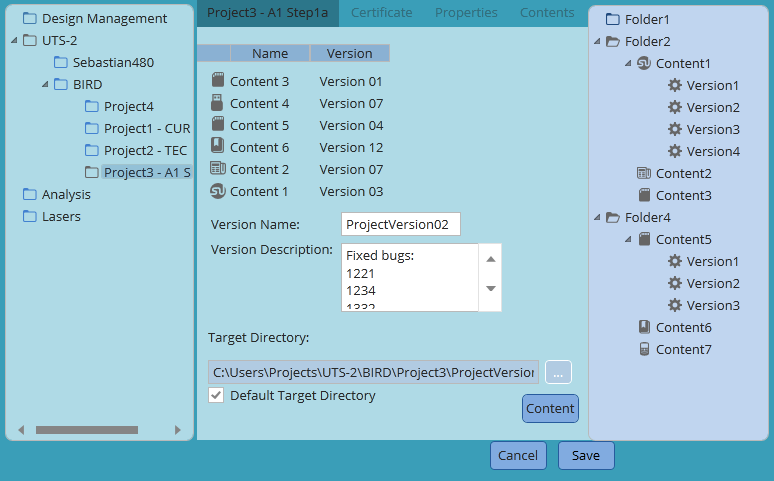 Design Management
UTS-2
Sebastian480
BIRD
Project4
Project1 - CUR
Project2 - TEC
Project3 - A1 S
Analysis
Lasers
Project3 - A1 Step1a
Certificate
Properties
Contents
Name Version
Content 3 Version 01
Content 4 Version 07
Content 5 Version 04
Content 6 Version 12
Content 2 Version 07
Content 1 Version 03
Version Name: ProjectVersion02
Version Description: Fixed bugs:
1221
1234
1332
Target Directory:
C:\Users\Projects\UTS-2\BIRD\Project3\ProjectVersion
...
Default Target Directory
Content
Cancel
Save
Folder1
Folder2
Content1
Version1
Version2
Version3
Version4
Content2
Content3
Folder4
Content5
Version1
Version2
Version3
Content6
Content7